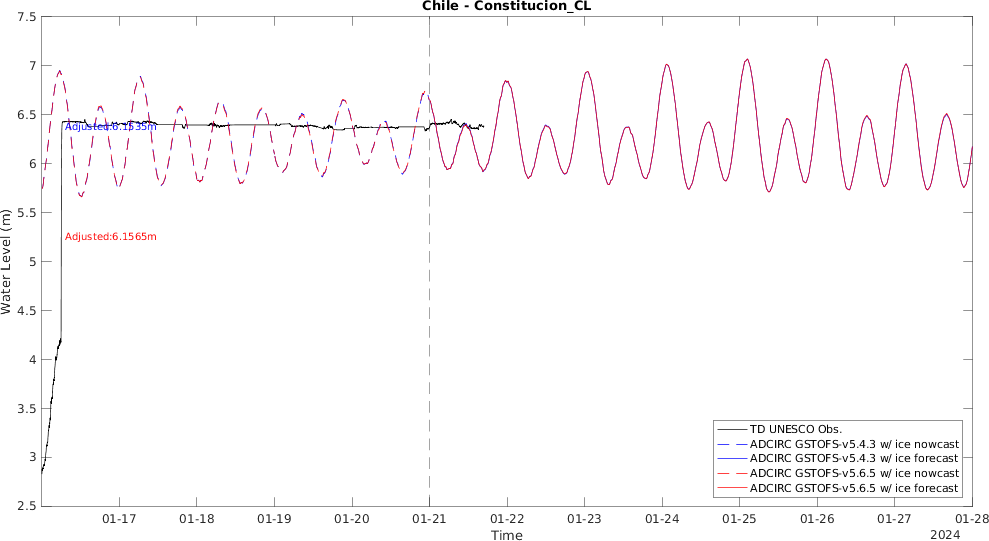 Chile - Constitucion_CL
7.5
7
6.5
6
5.5
5
4.5
4
3.5
3
2.5
Water Level (m)
Adjusted:6.1535m
Adjusted:6.1565m
TD UNESCO Obs.
ADCIRC GSTOFS-v5.4.3 w/ ice nowcast
ADCIRC GSTOFS-v5.4.3 w/ ice forecast
ADCIRC GSTOFS-v5.6.5 w/ ice nowcast
ADCIRC GSTOFS-v5.6.5 w/ ice forecast
01-17 01-18 01-19 01-20 01-21 01-22 01-23 01-24 01-25 01-26 01-27 01-28
Time
2024